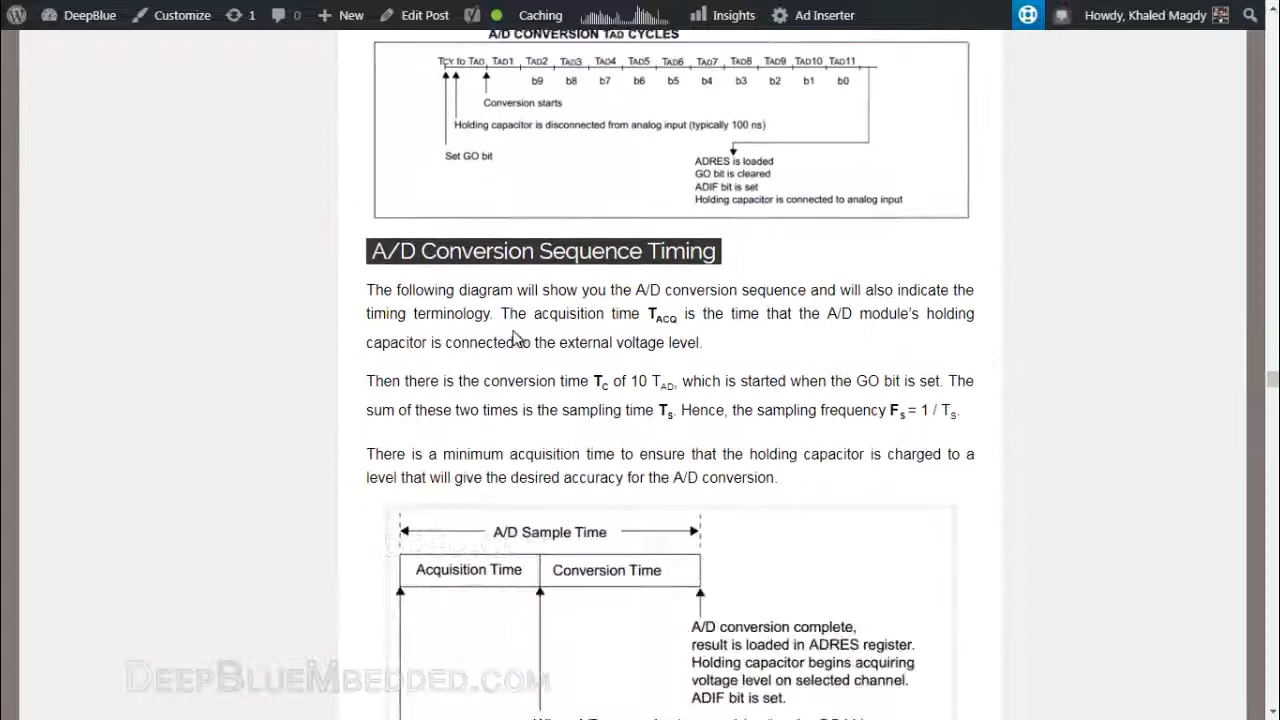 DeepBlue Customize 1 0 New Edit Post Caching Insights Ad Inserter Howdy, Khaled Magdy
A/D CONVERSION TAD CYCLES
TCY to TAD TAD1 TAD2 TAD3 TAD4 TAD5 TAD6 TAD7 TAD8 TAD9 TAD10 TAD11
b9 b8 b7 b6 b5 b4 b3 b2 b1 b0
Conversion starts
Holding capacitor is disconnected from analog input (typically 100 ns)
Set GO bit
ADRES is loaded
GO bit is cleared
ADIF bit is set
Holding capacitor is connected to analog input
A/D Conversion Sequence Timing
The following diagram will show you the A/D conversion sequence and will also indicate the
timing terminology. The acquisition time TACQ is the time that the A/D module's holding
capacitor is connected to the external voltage level.
Then there is the conversion time TC of 10 TAD, which is started when the GO bit is set. The
sum of these two times is the sampling time TS. Hence, the sampling frequency Fs = 1 / TS.
There is a minimum acquisition time to ensure that the holding capacitor is charged to a
level that will give the desired accuracy for the A/D conversion.
A/D Sample Time
Acquisition Time Conversion Time
A/D conversion complete,
result is loaded in ADRES register.
Holding capacitor begins acquiring
voltage level on selected channel.
ADIF bit is set.
DEEPBLUEMBEDDED.COM